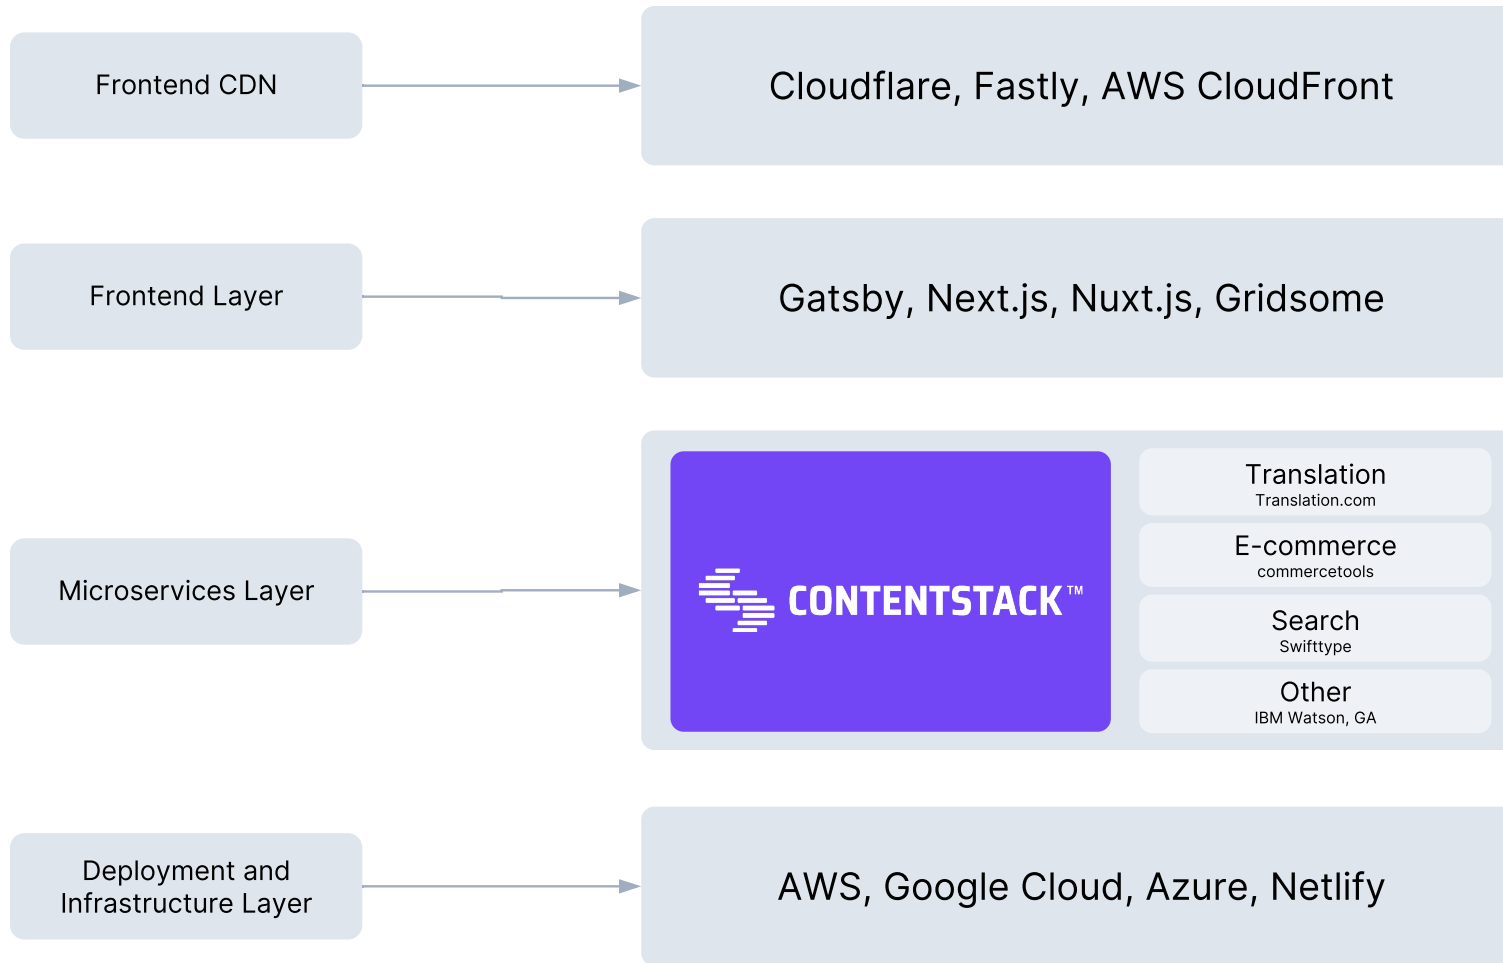 Frontend CDN
Cloudflare, Fastly, AWS CloudFront
Frontend Layer
Gatsby, Next.js, Nuxt.js, Gridsome
Microservices Layer
CONTENTSTACK™
Translation
Translation.com
E-commerce
commercetools
Search
Swifttype
Other
IBM Watson, GA
Deployment and
Infrastructure Layer
AWS, Google Cloud, Azure, Netlify